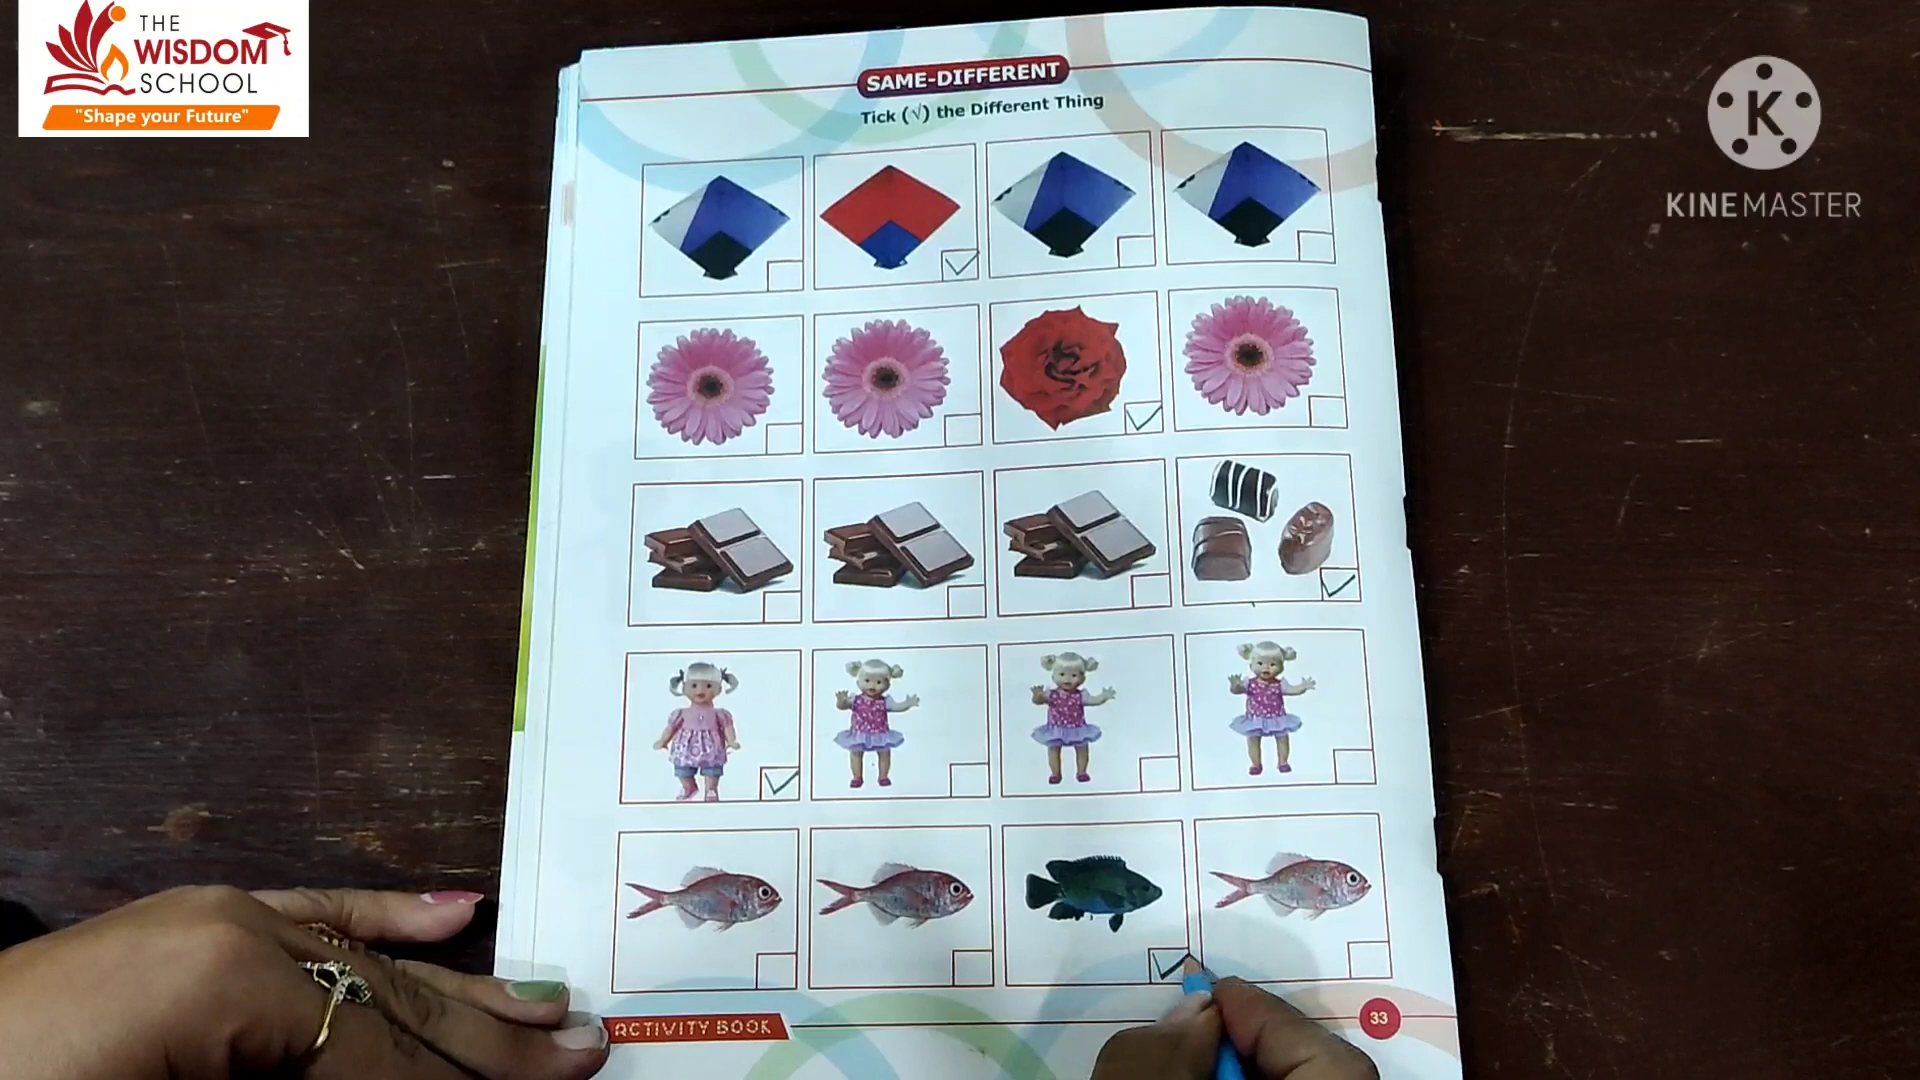 THE
WISDOM
SCHOOL
"Shape your Future"
SAME-DIFFERENT
Tick (√) the Different Thing
K
KINEMASTER
ACTIVITY BOOK
33